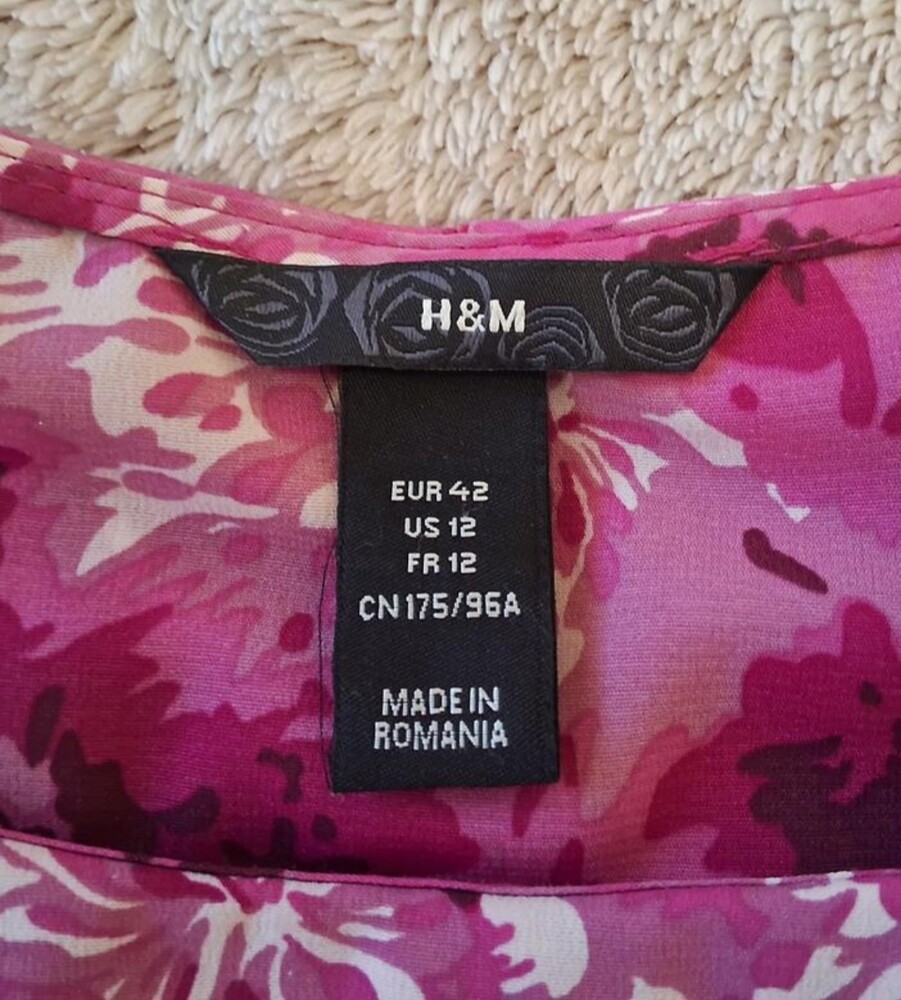 H&M
EUR 42
US 12
FR 12
CN 175/96A
MADE IN
ROMANIA